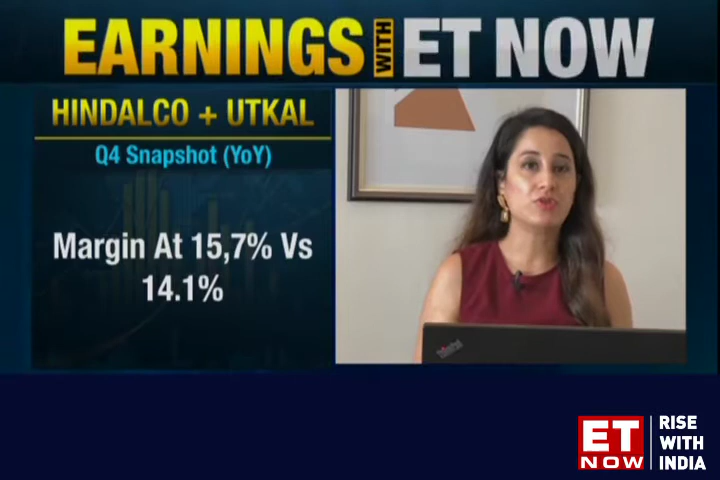 EARNINGS WITH ET NOW
HINDALCO + UTKAL
Q4 Snapshot (YoY)
Margin At 15,7% Vs
14.1%
ThinkPad
ET
NOW
RISE
WITH
INDIA